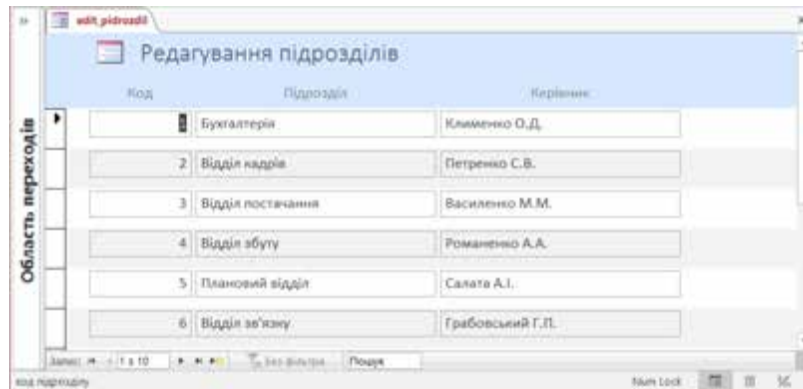 edit_pidrozdil
Редагування підрозділів
Код Підрозділ Керівник
1 Бухгалтерія Клименко О.Д.
2 Відділ кадрів Петренко С.В.
3 Відділ постачання Василенко М.М.
4 Відділ збуту Романенко А.А.
5 Плановий відділ Салата А.І.
6 Відділ зв'язку Грабовський Г.П.
Область переходів
Запис: 1 з 10 Без фільтра Пошук
код підрозділу Num Lock